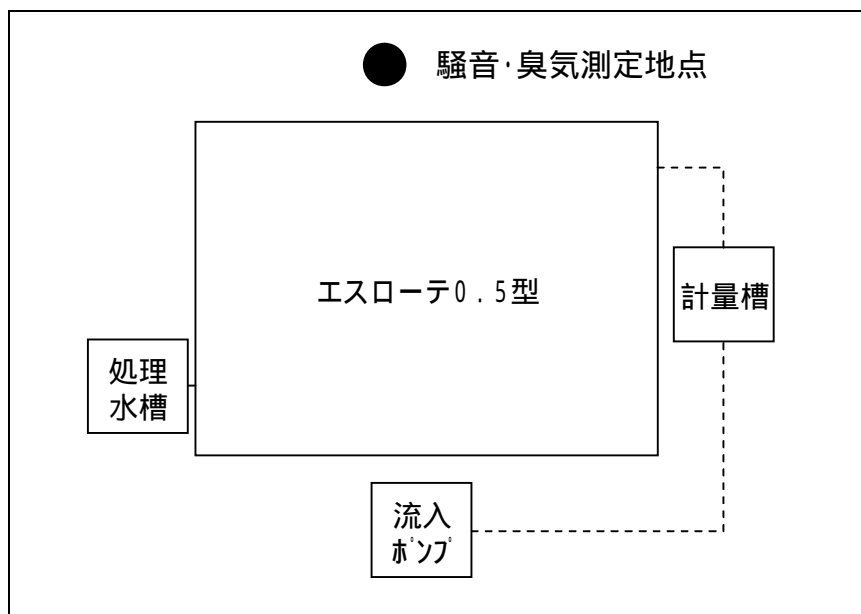 騒音・臭気測定地点
エスローテ0.5型
計量槽
処理
水槽
流入
ﾎﾟﾝﾌﾟ